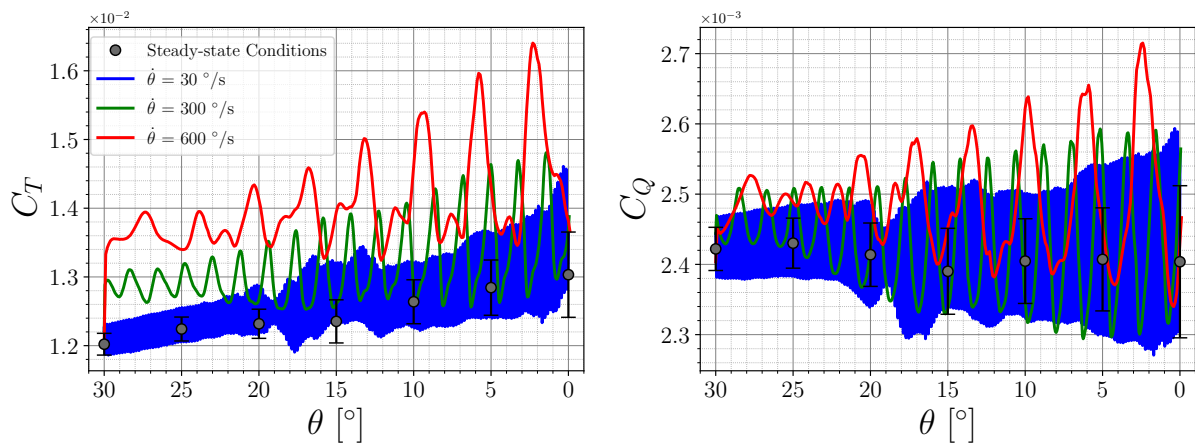 ×10⁻²
C_T
1.6
1.5
1.4
1.3
1.2
Steady-state Conditions
θ̇ = 30 °/s
θ̇ = 300 °/s
θ̇ = 600 °/s
30 25 20 15 10 5 0
θ [°]
×10⁻³
C_Q
2.7
2.6
2.5
2.4
2.3
30 25 20 15 10 5 0
θ [°]